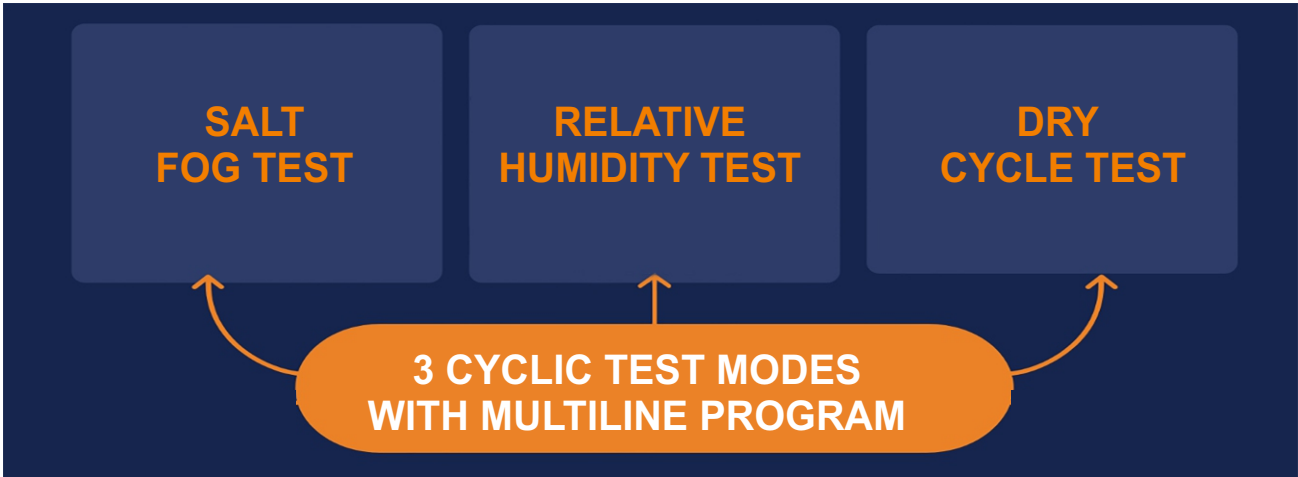 SALT
FOG TEST
RELATIVE
HUMIDITY TEST
DRY
CYCLE TEST
3 CYCLIC TEST MODES
WITH MULTILINE PROGRAM